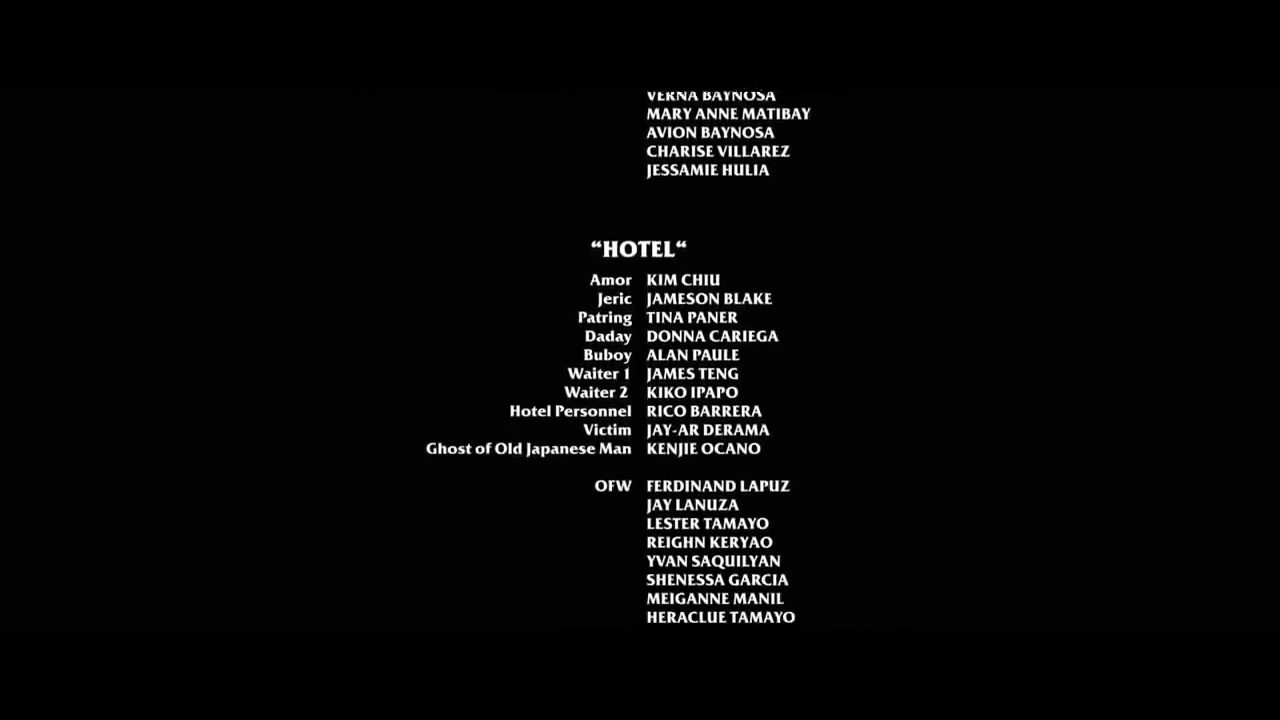 VERNA BAYNOSA
MARY ANNE MATIBAY
AVION BAYNOSA
CHARISE VILLAREZ
JESSAMIE HULIA
“HOTEL“
Amor KIM CHIU
Jeric JAMESON BLAKE
Patring TINA PANER
Daday DONNA CARIEGA
Buboy ALAN PAULE
Waiter 1 JAMES TENG
Waiter 2 KIKO IPAPO
Hotel Personnel RICO BARRERA
Victim JAY-AR DERAMA
Ghost of Old Japanese Man KENJIE OCANO
OFW FERDINAND LAPUZ
JAY LANUZA
LESTER TAMAYO
REIGHN KERYAO
YVAN SAQUILYAN
SHENESSA GARCIA
MEIGANNE MANIL
HERACLUE TAMAYO